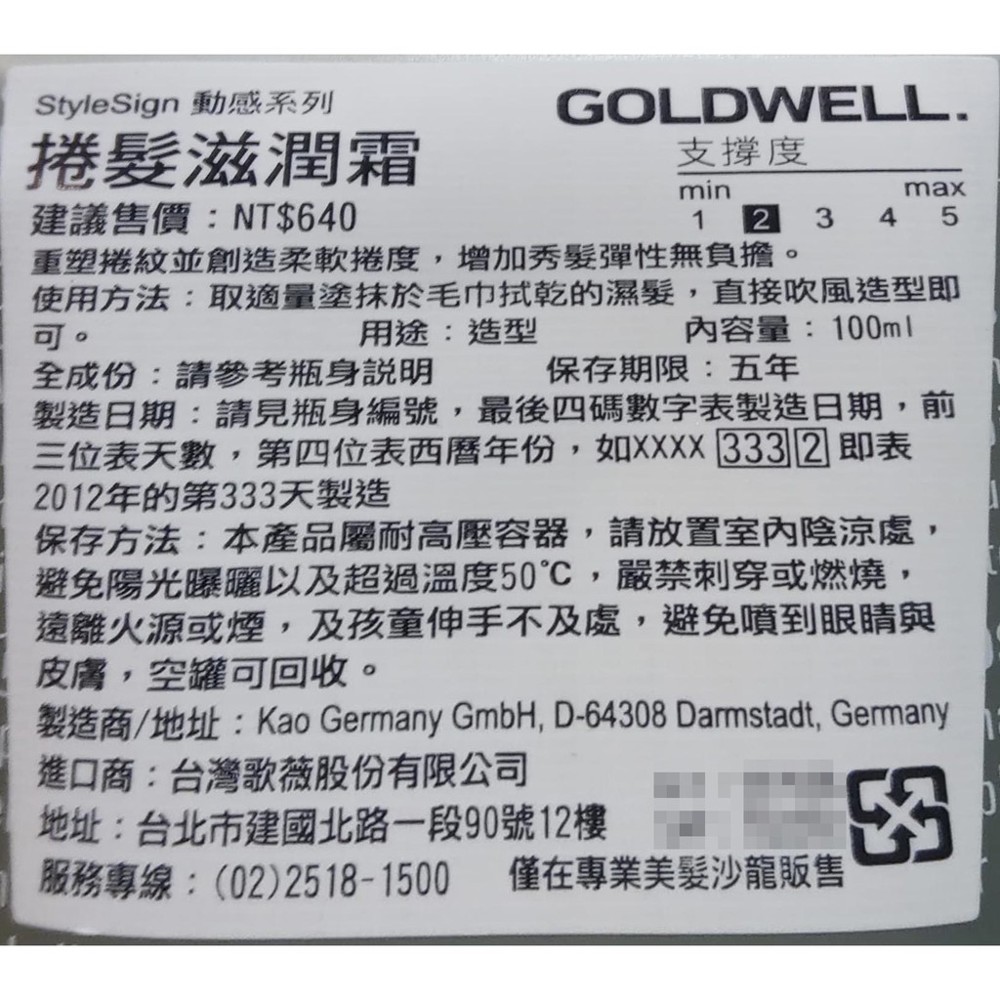 StyleSign 動感系列
GOLDWELL.
捲髮滋潤霜
支撐度
min max
1 2 3 4 5
建議售價：NT$640
重塑捲紋並創造柔軟捲度，增加秀髮彈性無負擔。
使用方法：取適量塗抹於毛巾拭乾的濕髮，直接吹風造型即
可。 用途：造型 內容量：100ml
全成份：請參考瓶身說明 保存期限：五年
製造日期：請見瓶身編號，最後四碼數字表製造日期，前
三位表天數，第四位表西曆年份，如XXXX 333 2 即表
2012年的第333天製造
保存方法：本產品屬耐高壓容器，請放置室內陰涼處，
避免陽光曝曬以及超過溫度50℃，嚴禁刺穿或燃燒，
遠離火源或煙，及孩童伸手不及處，避免噴到眼睛與
皮膚，空罐可回收。
製造商/地址：Kao Germany GmbH, D-64308 Darmstadt, Germany
進口商：台灣歌薇股份有限公司
地址：台北市建國北路一段90號12樓
服務專線：(02)2518-1500 僅在專業美髮沙龍販售